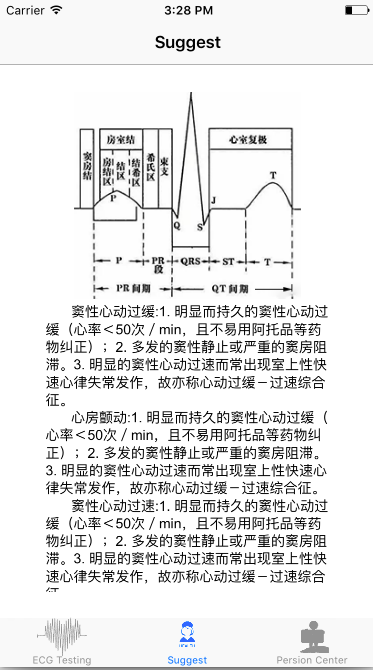 Carrier
3:28 PM
Suggest
房室结
心室复极
窦房结
房结区
结区
结希区
希氏区
束支
P
J
T
Q
S
P
PR段
QRS
ST
T
PR间期
QT间期
窦性心动过缓:1. 明显而持久的窦性心动过
缓（心率<50次／min，且不易用阿托品等药
物纠正）；2. 多发的窦性静止或严重的窦房阻
滞。3. 明显的窦性心动过速而常出现室上性快
速心律失常发作，故亦称心动过缓－过速综合
征。
心房颤动:1. 明显而持久的窦性心动过缓（
心率<50次／min，且不易用阿托品等药物纠
正）；2. 多发的窦性静止或严重的窦房阻滞。
3. 明显的窦性心动过速而常出现室上性快速心
律失常发作，故亦称心动过缓－过速综合征。
窦性心动过速:1. 明显而持久的窦性心动过
缓（心率<50次／min，且不易用阿托品等药
物纠正）；2. 多发的窦性静止或严重的窦房阻
滞。3. 明显的窦性心动过速而常出现室上性快
速心律失常发作，故亦称心动过缓－过速综合
征
ECG Testing
Suggest
Persion Center